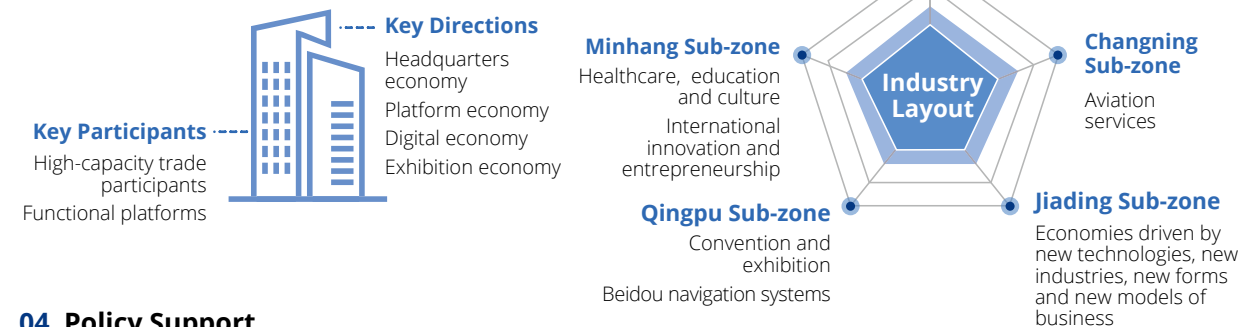 Key Directions
Headquarters
economy
Platform economy
Digital economy
Exhibition economy
Key Participants
High-capacity trade
participants
Functional platforms
Industry
Layout
Minhang Sub-zone
Healthcare, education
and culture
International
innovation and
entrepreneurship
Changning
Sub-zone
Aviation
services
Qingpu Sub-zone
Convention and
exhibition
Beidou navigation systems
Jiading Sub-zone
Economies driven by
new technologies, new
industries, new forms
and new models of
business
04 Policy Support